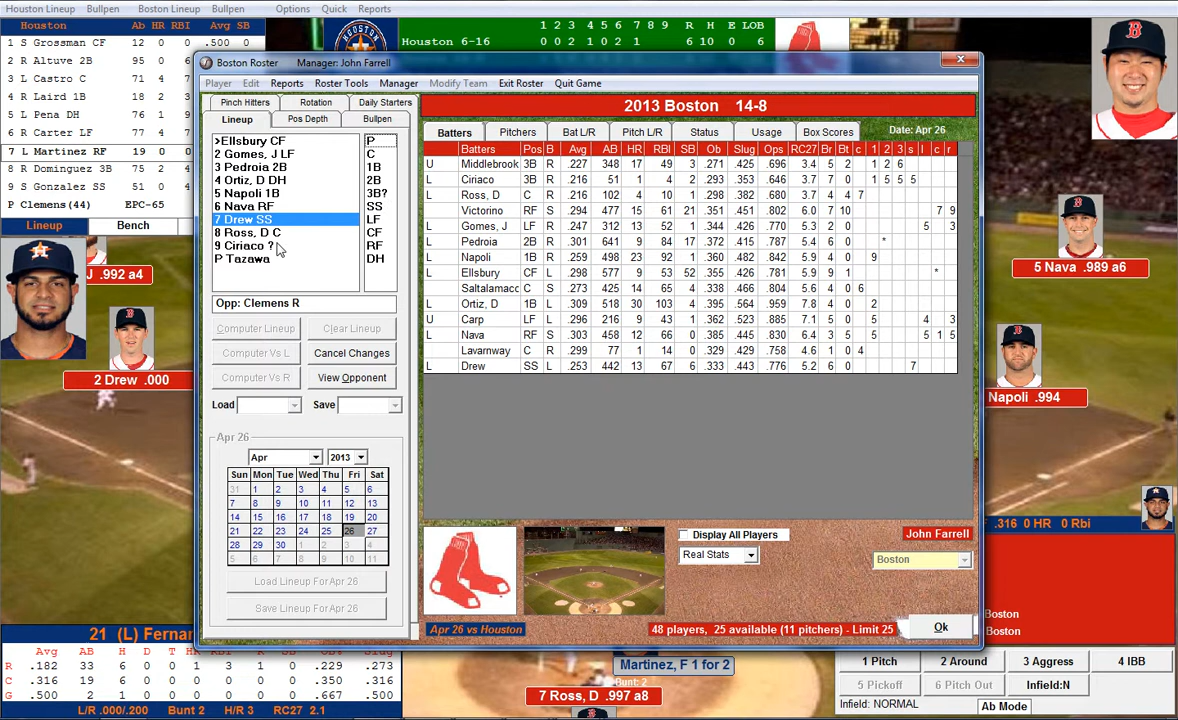 Houston Lineup Bullpen Boston Lineup Bullpen Options Quick Reports
Houston Ab HR RBI Avg SB
1 S Grossman CF 12 0 0 .500 0
2 R Altuve 2B 95 0 6
3 L Castro C 71 4 7
4 R Laird 1B 18 2 3
5 L Pena DH 76 1 9
6 R Carter LF 77 4 7
7 L Martinez RF 19 0 0
8 R Dominguez 3B 75 2 6
9 S Gonzalez SS 51 0 4
P Clemens(44) EPC-65
Lineup Bench
1 2 3 4 5 6 7 8 9 R H E LOB
Houston 6-16 0 0 2 1 0 2 1 6 10 0 6
HOUSTON
Boston Roster Manager: John Farrell
Player Edit Reports Roster Tools Manager Modify Team Exit Roster Quit Game
Pinch Hitters Rotation Daily Starters
Lineup Pos Depth Bullpen
>Ellsbury CF
2 Gomes, J LF
3 Pedroia 2B
4 Ortiz, D DH
5 Napoli 1B
6 Nava RF
7 Drew SS
8 Ross, D C
9 Ciriaco ?
P Tazawa
P
C
1B
2B
3B?
SS
LF
CF
RF
DH
Opp: Clemens R
Computer Lineup Clear Lineup
Computer Vs L Cancel Changes
Computer Vs R View Opponent
Load Save
Apr 26
Apr 2013
Sun Mon Tue Wed Thu Fri Sat
31 1 2 3 4 5 6
7 8 9 10 11 12 13
14 15 16 17 18 19 20
21 22 23 24 25 26 27
28 29 30 1 2 3 4
5 6 7 8 9 10 11
Load Lineup For Apr 26
Save Lineup For Apr 26
2013 Boston 14-8
Batters Pitchers Bat L/R Pitch L/R Status Usage Box Scores Date: Apr 26
Batters Pos B Avg AB HR RBI SB Ob Slug Ops RC27 Br Bt c 1 2 3 s l c r
U Middlebrook 3B R .227 348 17 49 3 .271 .425 .696 3.4 5 2 1 2 6
L Ciriaco 3B R .216 51 1 4 2 .293 .353 .646 3.7 6 0 1 5 5 5
L Ross, D C R .216 102 4 10 1 .298 .382 .680 3.8 4 4 7
Victorino RF S .294 477 15 61 21 .351 .451 .802 6.0 7 10 7 9
L Gomes, J LF R .247 312 13 52 1 .344 .426 .770 5.3 2 0 4
Pedroia 2B R .301 641 9 84 17 .372 .415 .787 5.4 6 0 *
L Napoli 1B R .259 498 23 92 1 .360 .482 .842 5.9 4 0 9
L Ellsbury CF L .298 577 9 53 52 .355 .426 .781 5.9 9 1 *
Saltalamacc C S .273 425 14 65 4 .338 .466 .804 5.8 4 0 6
L Ortiz, D 1B L .309 518 30 103 4 .395 .564 .959 7.8 4 0 2
U Carp LF L .296 216 9 43 1 .362 .523 .885 7.1 5 0 5 4 3
L Nava RF S .303 458 12 66 0 .385 .445 .830 6.4 3 5 5 5 1 5
Lavarnway C R .299 77 1 14 0 .329 .429 .758 4.6 1 0 4
L Drew SS L .253 442 13 67 6 .333 .443 .776 5.2 6 0 7
Display All Players
Real Stats
John Farrell
Boston
Apr 26 vs Houston 48 players, 25 available (11 pitchers) - Limit 25
Ok
J .992 a4
2 Drew .000
5 Nava .989 a6
Napoli .994
.316 0 HR 0 Rbi
Boston
Boston
21 (L) Fernan
AVG AB H D T HR RBI SB Obt Slg
R .182 33 6 0 0 1 3 1 0 .229 .273
C .316 19 6 0 0 0 0 0 0 .350 .316
G .500 2 1 0 0 0 0 0 0 .667 .500
L/R .000/.200 Bunt 2 H/R 3 RC27 2.1
Martinez, F 1 for 2
Bunt: 2
7 Ross, D .997 a8
1 Pitch 2 Around 3 Aggress 4 IBB
5 Pickoff 6 Pitch Out Infield:N
Infield: NORMAL Ab Mode